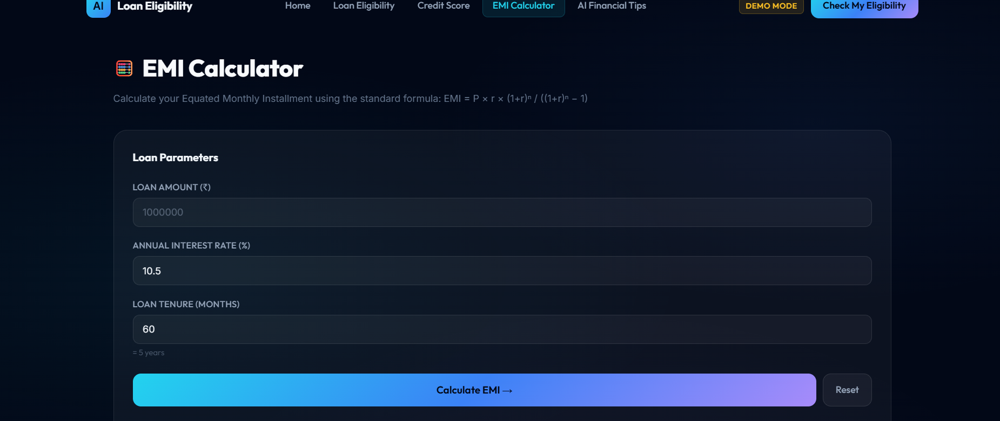 AI Loan Eligibility Home Loan Eligibility Credit Score EMI Calculator AI Financial Tips DEMO MODE Check My Eligibility
EMI Calculator
Calculate your Equated Monthly Installment using the standard formula: EMI = P × r × (1+r)ⁿ / ((1+r)ⁿ − 1)
Loan Parameters
LOAN AMOUNT (₹)
1000000
ANNUAL INTEREST RATE (%)
10.5
LOAN TENURE (MONTHS)
60
= 5 years
Calculate EMI → Reset